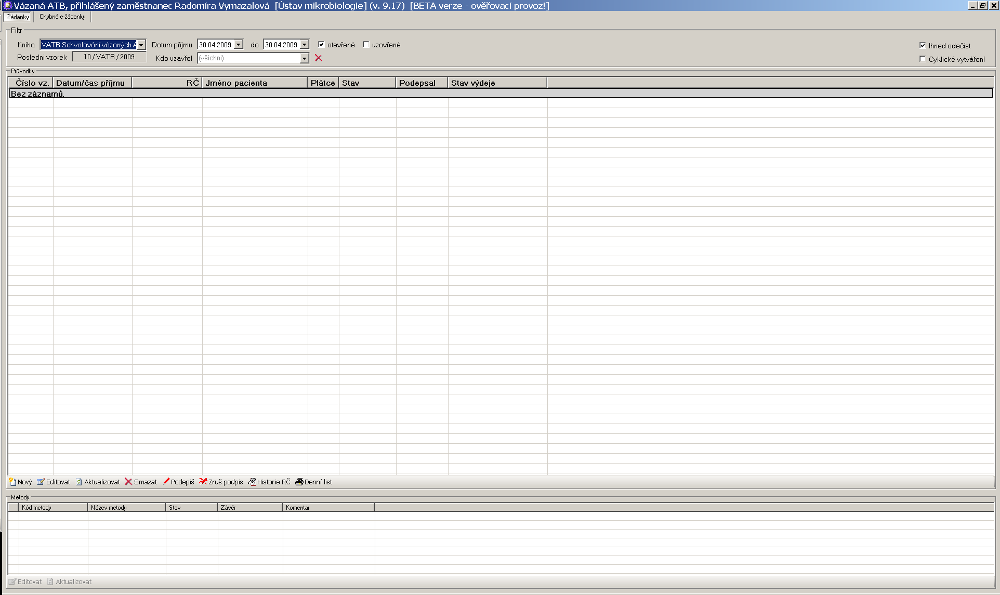 Vázaná ATB, přihlášený zaměstnanec Radomíra Vymazalová [Ústav mikrobiologie] (v. 9.17) [BETA verze - ověřovací provoz!]
Žádanky Chybné e-žádanky
Filtr
Kniha VATB Schvalování vázaných A Datum příjmu 30.04.2009 do 30.04.2009 otevřené uzavřené Ihned odečíst
Posledni vzorek 10 / VATB / 2009 Kdo uzavřel (všichni) Cyklické vytváření
Průvodky
Číslo vz. Datum/čas příjmu RČ Jméno pacienta Plátce Stav Podepsal Stav výdeje
Bez záznamů.
Nový Editovat Aktualizovat Smazat Podepiš Zruš podpis Historie RČ Denní list
Metody
Kód metody Název metody Stav Závěr Komentar
Editovat Aktualizovat